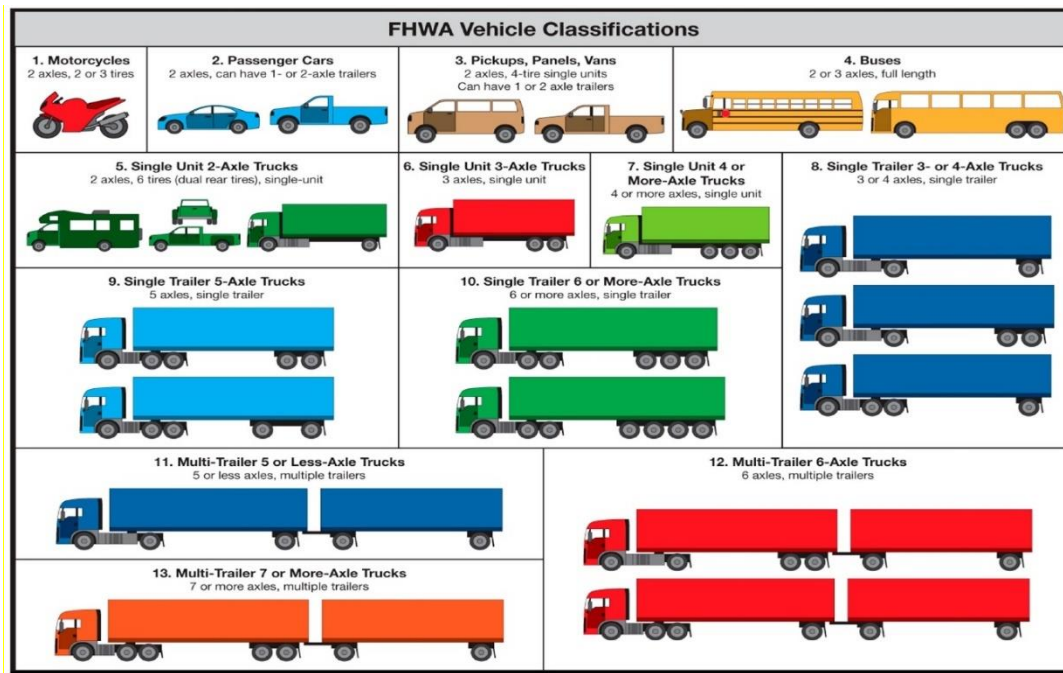 FHWA Vehicle Classifications
1. Motorcycles
2 axles, 2 or 3 tires
2. Passenger Cars
2 axles, can have 1- or 2-axle trailers
3. Pickups, Panels, Vans
2 axles, 4-tire single units
Can have 1 or 2 axle trailers
4. Buses
2 or 3 axles, full length
5. Single Unit 2-Axle Trucks
2 axles, 6 tires (dual rear tires), single-unit
6. Single Unit 3-Axle Trucks
3 axles, single unit
7. Single Unit 4 or
More-Axle Trucks
4 or more axles, single unit
8. Single Trailer 3- or 4-Axle Trucks
3 or 4 axles, single trailer
9. Single Trailer 5-Axle Trucks
5 axles, single trailer
10. Single Trailer 6 or More-Axle Trucks
6 or more axles, single trailer
11. Multi-Trailer 5 or Less-Axle Trucks
5 or less axles, multiple trailers
12. Multi-Trailer 6-Axle Trucks
6 axles, multiple trailers
13. Multi-Trailer 7 or More-Axle Trucks
7 or more axles, multiple trailers